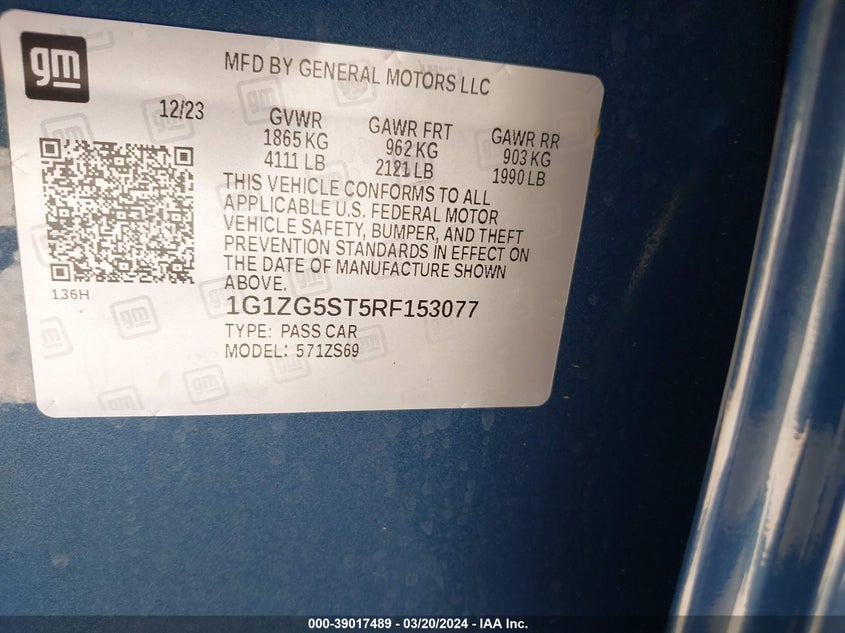 gm
MFD BY GENERAL MOTORS LLC
12/23
GVWR
1865 KG
4111 LB
GAWR FRT
962 KG
2121 LB
GAWR RR
903 KG
1990 LB
THIS VEHICLE CONFORMS TO ALL
APPLICABLE U.S. FEDERAL MOTOR
VEHICLE SAFETY, BUMPER, AND THEFT
PREVENTION STANDARDS IN EFFECT ON
THE DATE OF MANUFACTURE SHOWN
ABOVE.
136H
1G1ZG5ST5RF153077
TYPE: PASS CAR
MODEL: 571ZS69
000-39017489 - 03/20/2024 - IAA Inc.